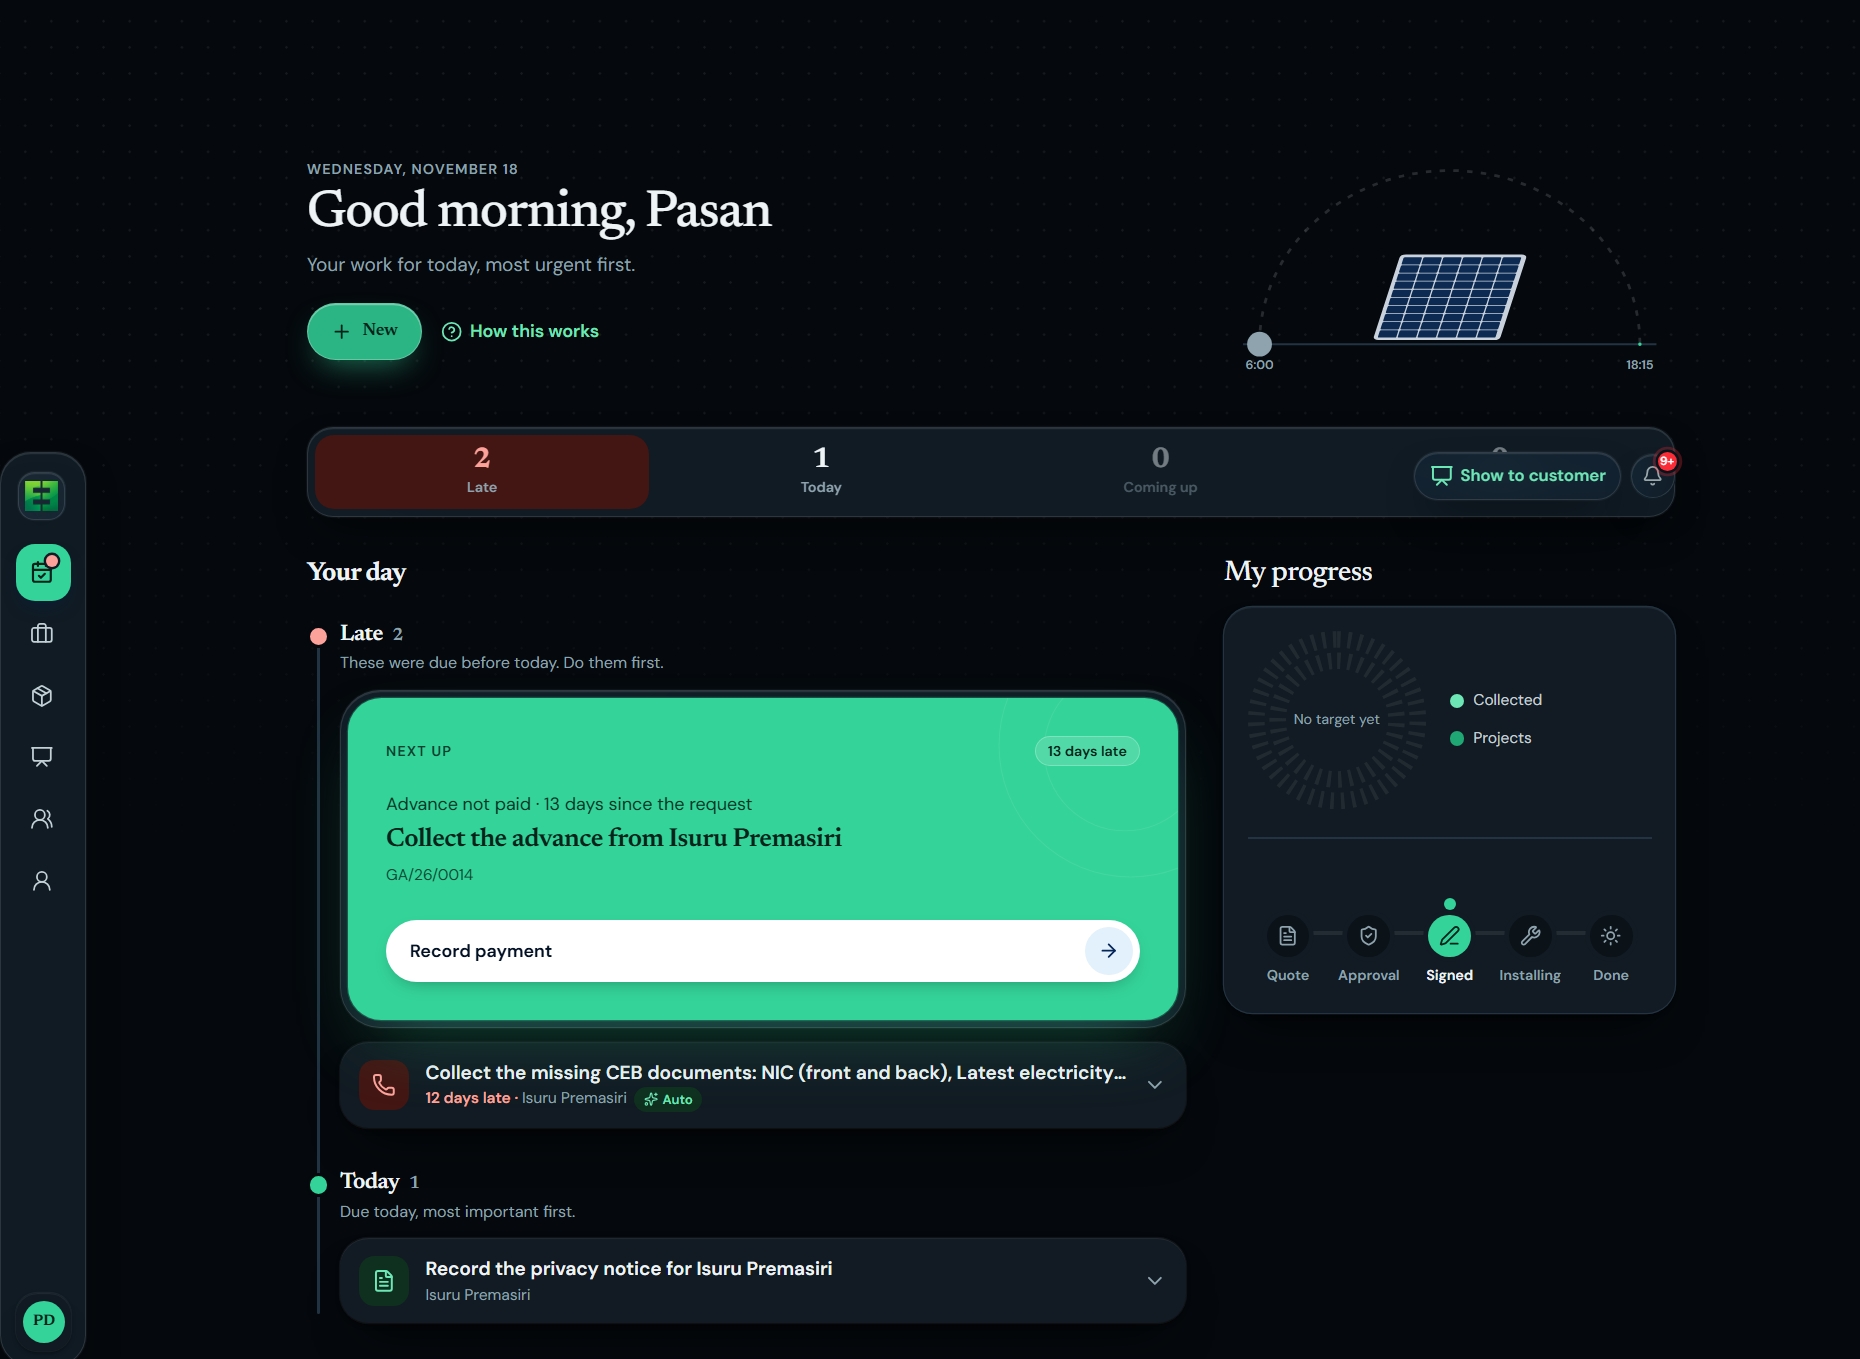 WEDNESDAY, NOVEMBER 18
Good morning, Pasan
Your work for today, most urgent first.
New
How this works
6:00
18:15
2
Late
1
Today
0
Coming up
Show to customer
9+
Your day
My progress
Late 2
These were due before today. Do them first.
NEXT UP
13 days late
Advance not paid · 13 days since the request
Collect the advance from Isuru Premasiri
GA/26/0014
Record payment
No target yet
Collected
Projects
Quote
Approval
Signed
Installing
Done
Collect the missing CEB documents: NIC (front and back), Latest electricity...
12 days late · Isuru Premasiri Auto
Today 1
Due today, most important first.
Record the privacy notice for Isuru Premasiri
Isuru Premasiri
PD